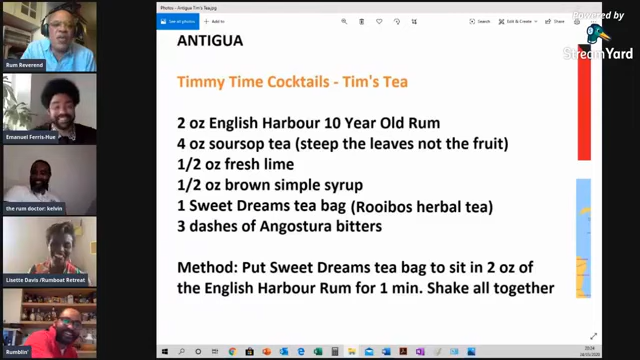 Photos - Antigua Tim's Tea.jpg
See all photos
Add to
Search
Edit & Create
Share
Powered by
StreamYard
ANTIGUA
Timmy Time Cocktails - Tim's Tea
2 oz English Harbour 10 Year Old Rum
4 oz soursop tea (steep the leaves not the fruit)
1/2 oz fresh lime
1/2 oz brown simple syrup
1 Sweet Dreams tea bag (Rooibos herbal tea)
3 dashes of Angostura bitters
Method: Put Sweet Dreams tea bag to sit in 2 oz of
the English Harbour Rum for 1 min. Shake all together
Rum Reverend
Emanuel Ferris-Hue
the rum doctor: kelvin
Lisette Davis/Rumboat Retreat
Rumblin'